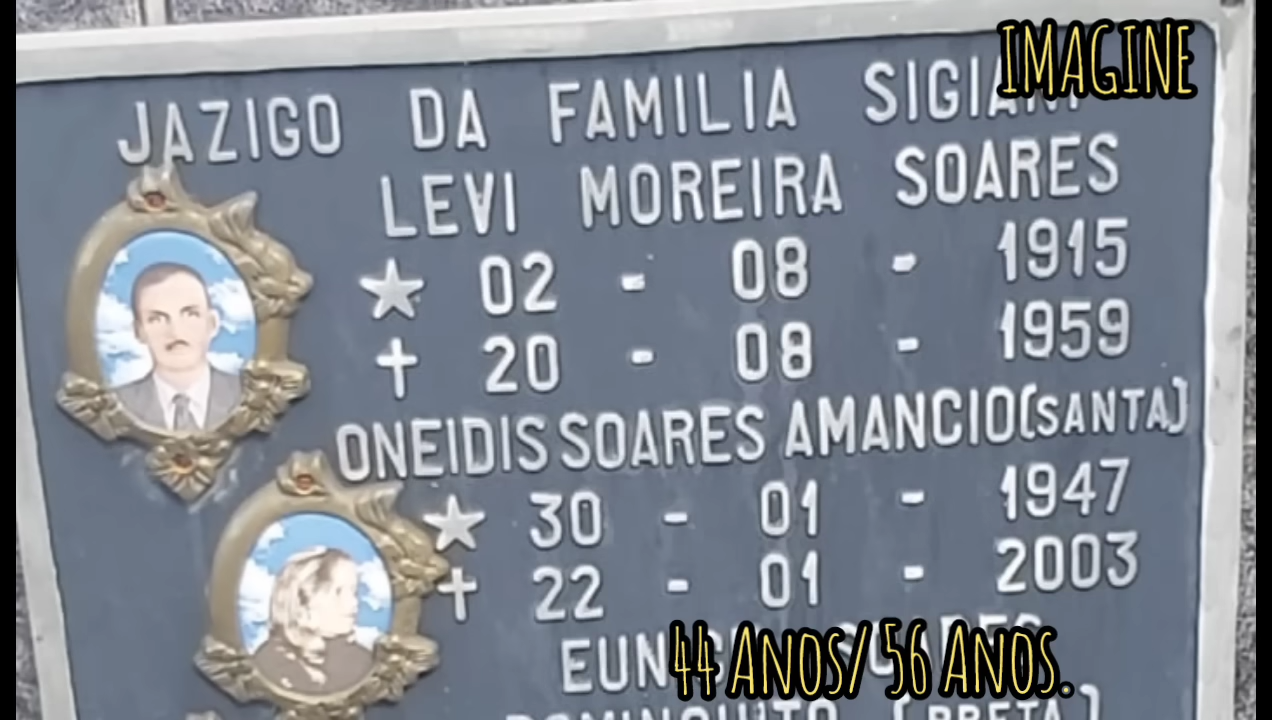 IMAGINE
JAZIGO DA FAMILIA
LEVI MOREIRA SOARES
★ 02 - 08 - 1915
✝ 20 - 08 - 1959
ONEIDIS SOARES AMANCIO (SANTA)
★ 30 - 01 - 1947
✝ 22 - 01 - 2003
44 ANOS/ 56 ANOS.